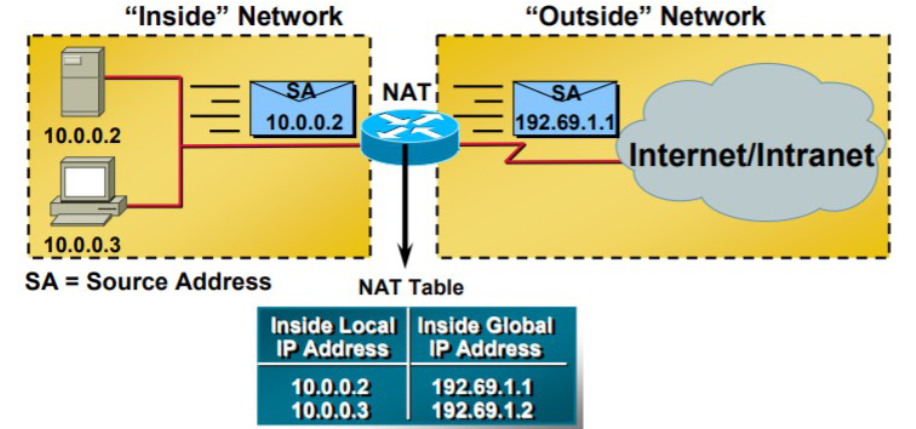 “Inside” Network
“Outside” Network
SA
10.0.0.2
NAT
SA
192.69.1.1
10.0.0.2
Internet/Intranet
10.0.0.3
SA = Source Address
NAT Table
Inside Local
IP Address
Inside Global
IP Address
10.0.0.2
192.69.1.1
10.0.0.3
192.69.1.2